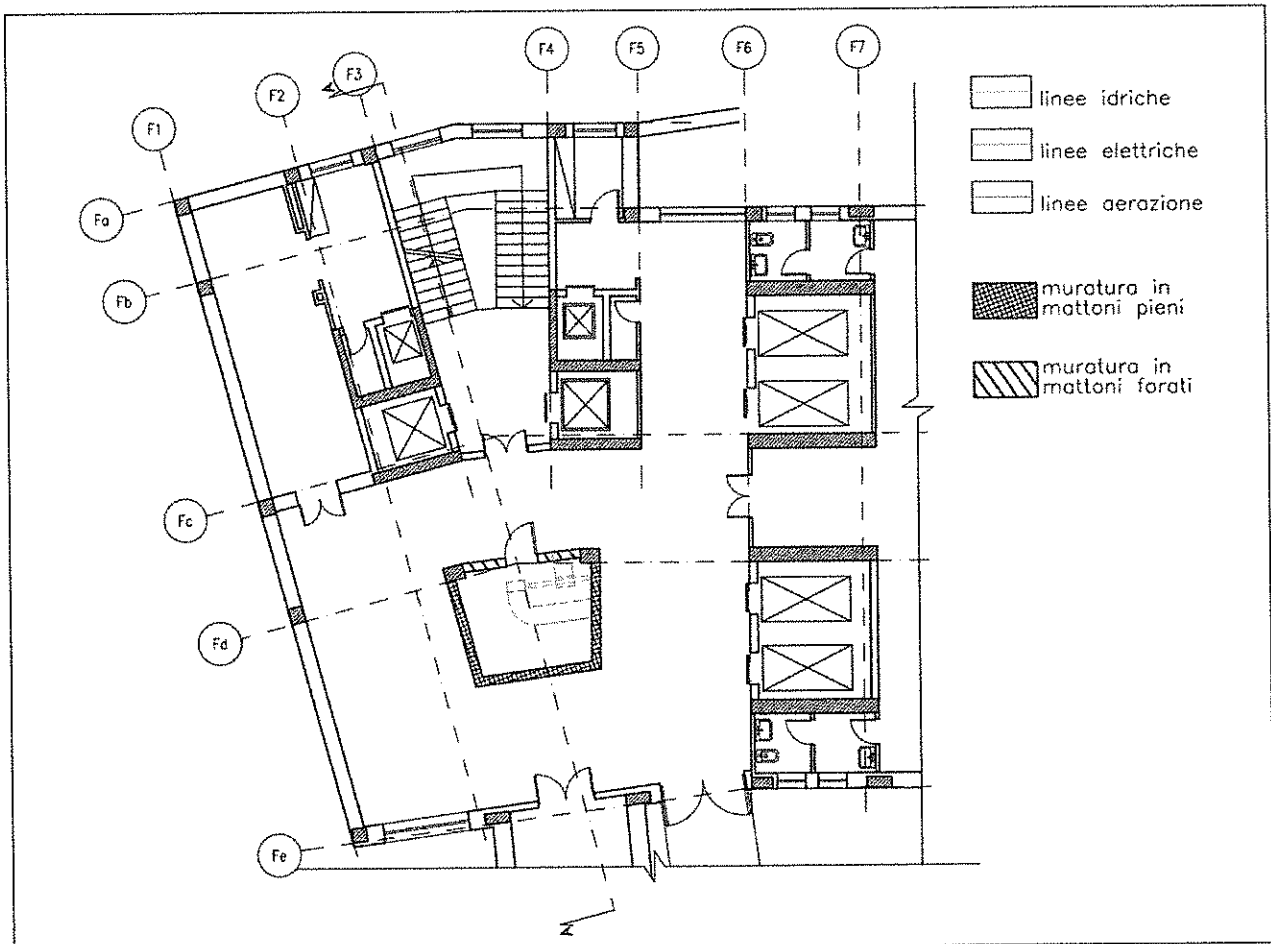 F1
F2
F3
F4
F5
F6
F7
A
Fa
Fb
Fc
Fd
Fe
A
linee idriche
linee elettriche
linee aerazione
muratura in
mattoni pieni
muratura in
mattoni forati